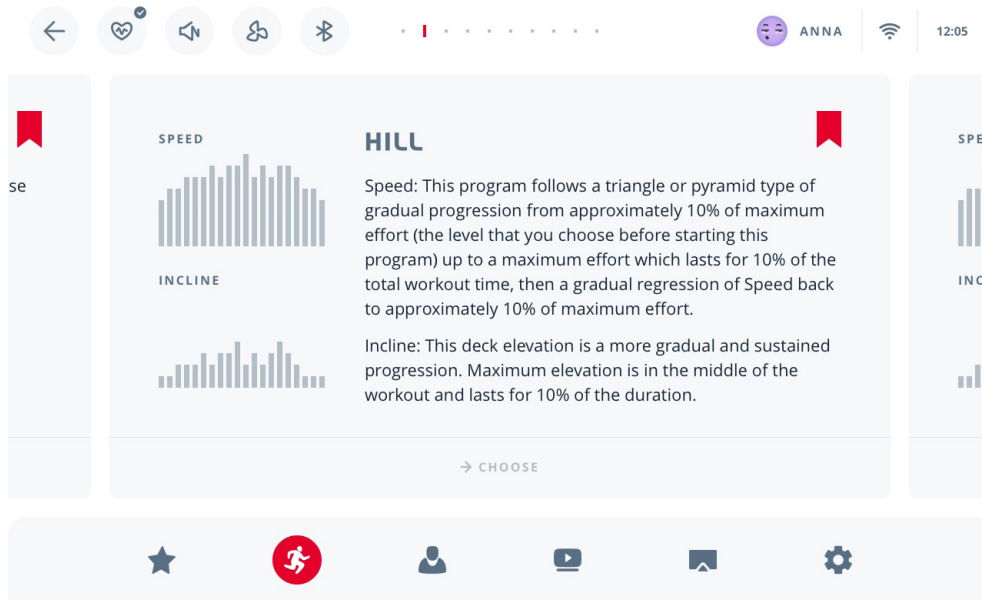 ANNA
12:05
se
SPEED
INCLINE
HILL
Speed: This program follows a triangle or pyramid type of
gradual progression from approximately 10% of maximum
effort (the level that you choose before starting this
program) up to a maximum effort which lasts for 10% of the
total workout time, then a gradual regression of Speed back
to approximately 10% of maximum effort.
Incline: This deck elevation is a more gradual and sustained
progression. Maximum elevation is in the middle of the
workout and lasts for 10% of the duration.
CHOOSE
SPE
INC